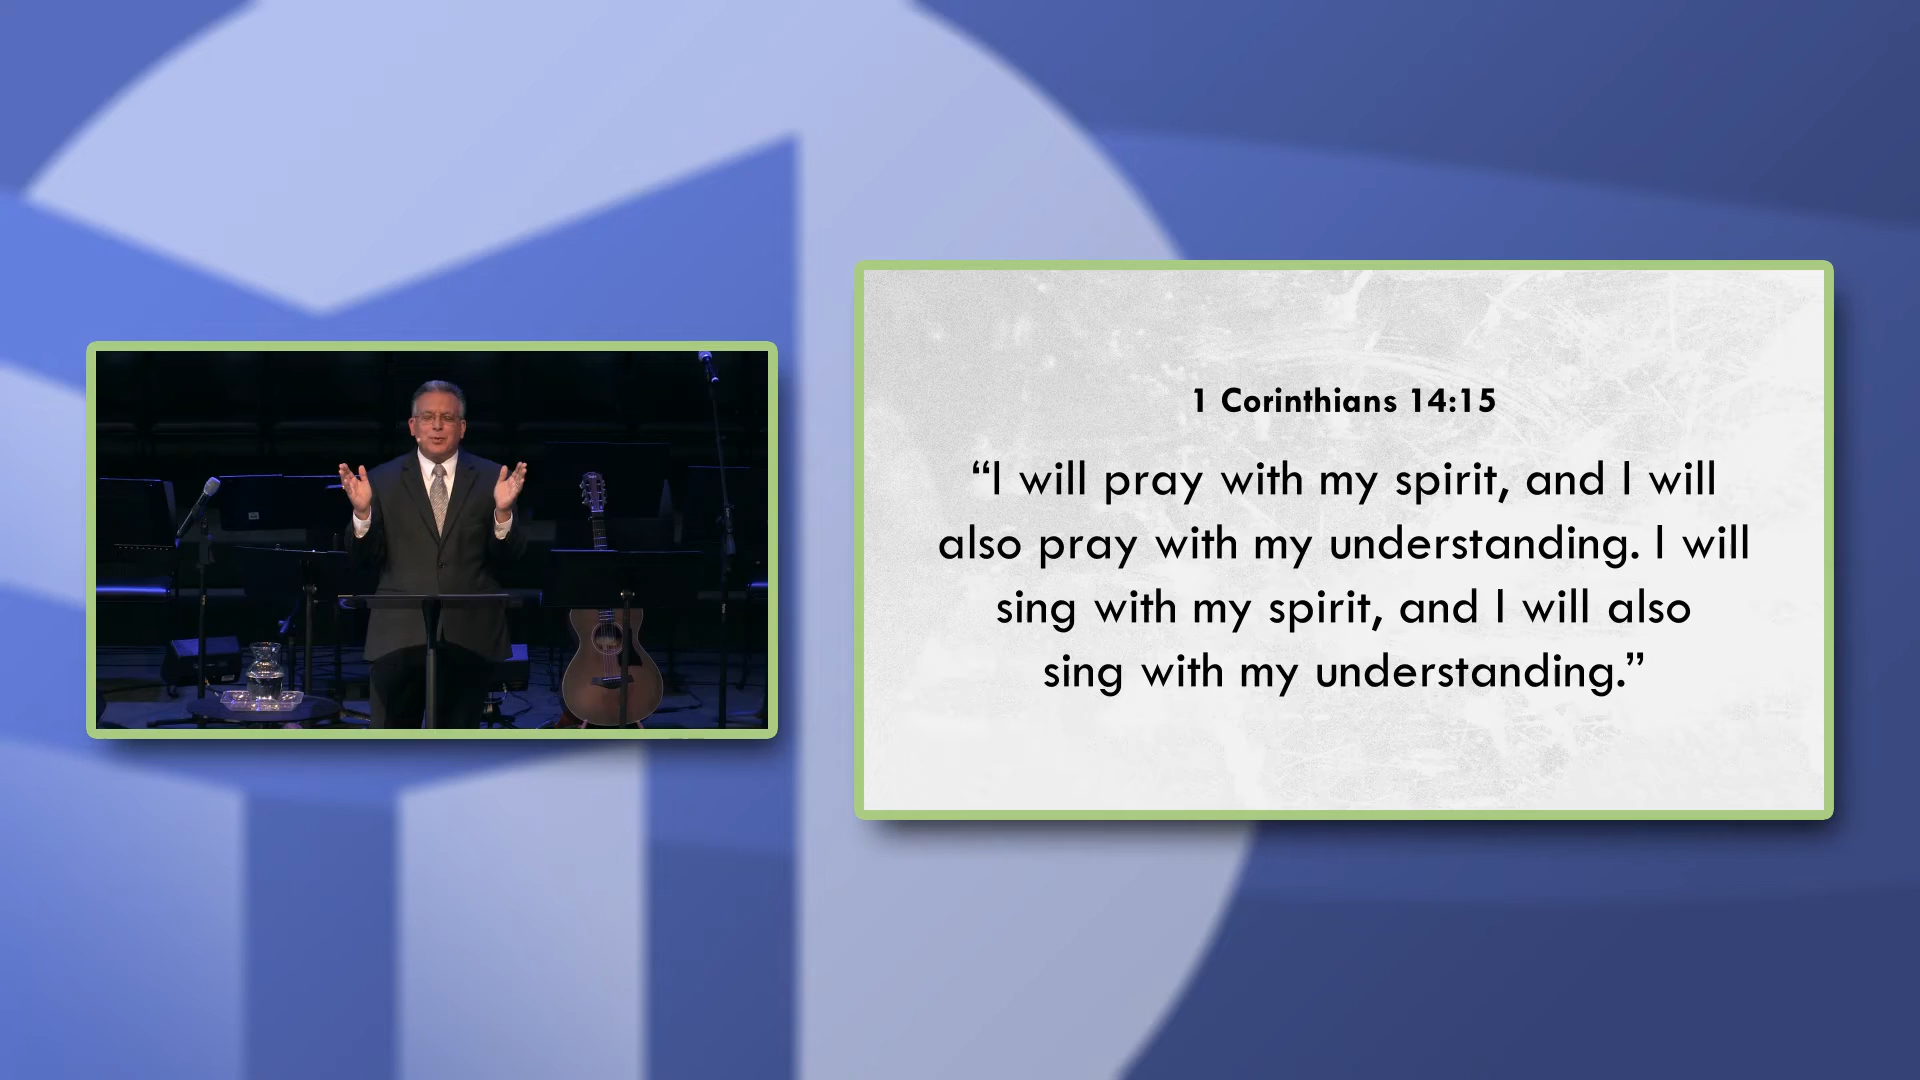 1 Corinthians 14:15
“I will pray with my spirit, and I will
also pray with my understanding. I will
sing with my spirit, and I will also
sing with my understanding.”